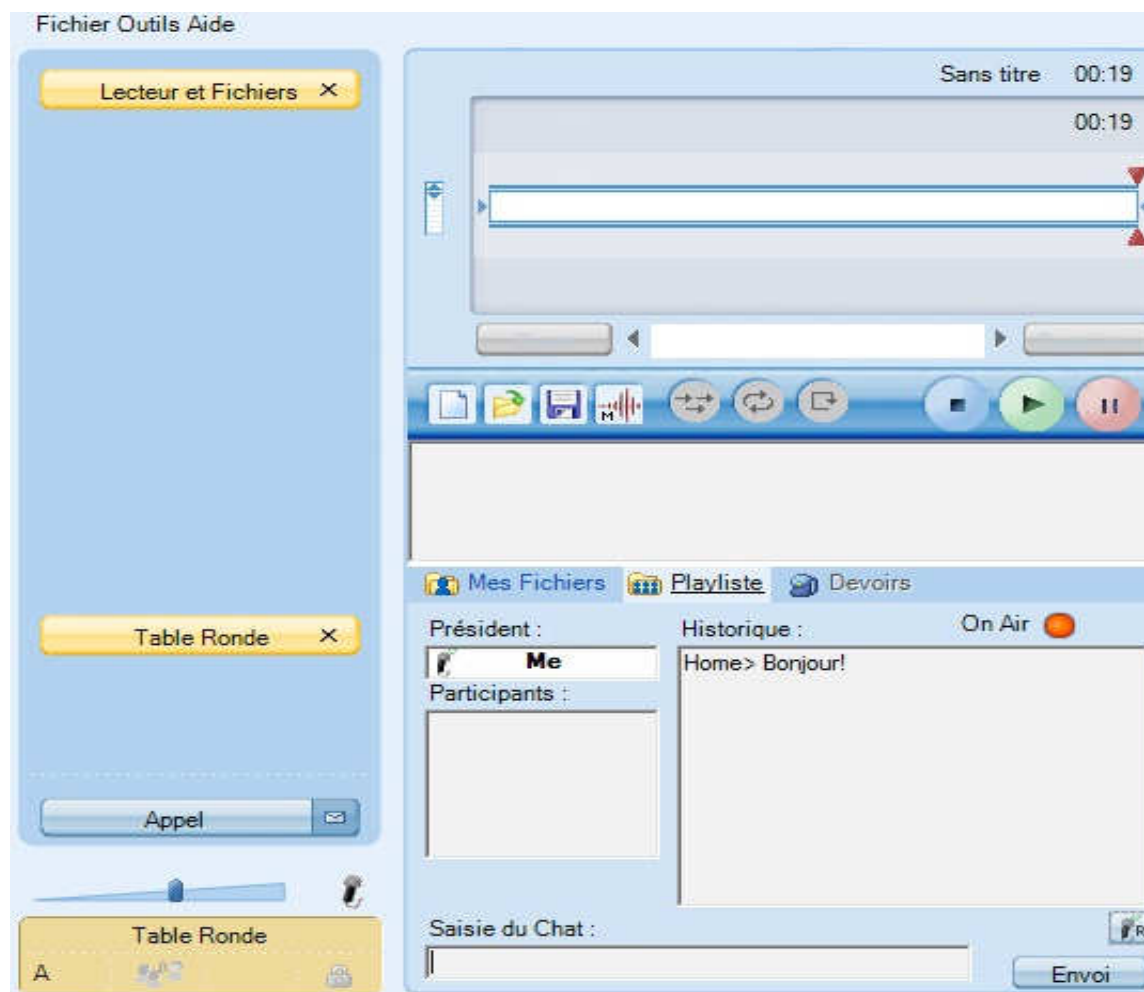 Fichier Outils Aide
Lecteur et Fichiers
Sans titre 00:19
00:19
M
Mes Fichiers Playliste Devoirs
Table Ronde
Président :
Me
Participants :
Historique :
On Air
Home> Bonjour!
Appel
Table Ronde
A
Saisie du Chat :
R
Envoi